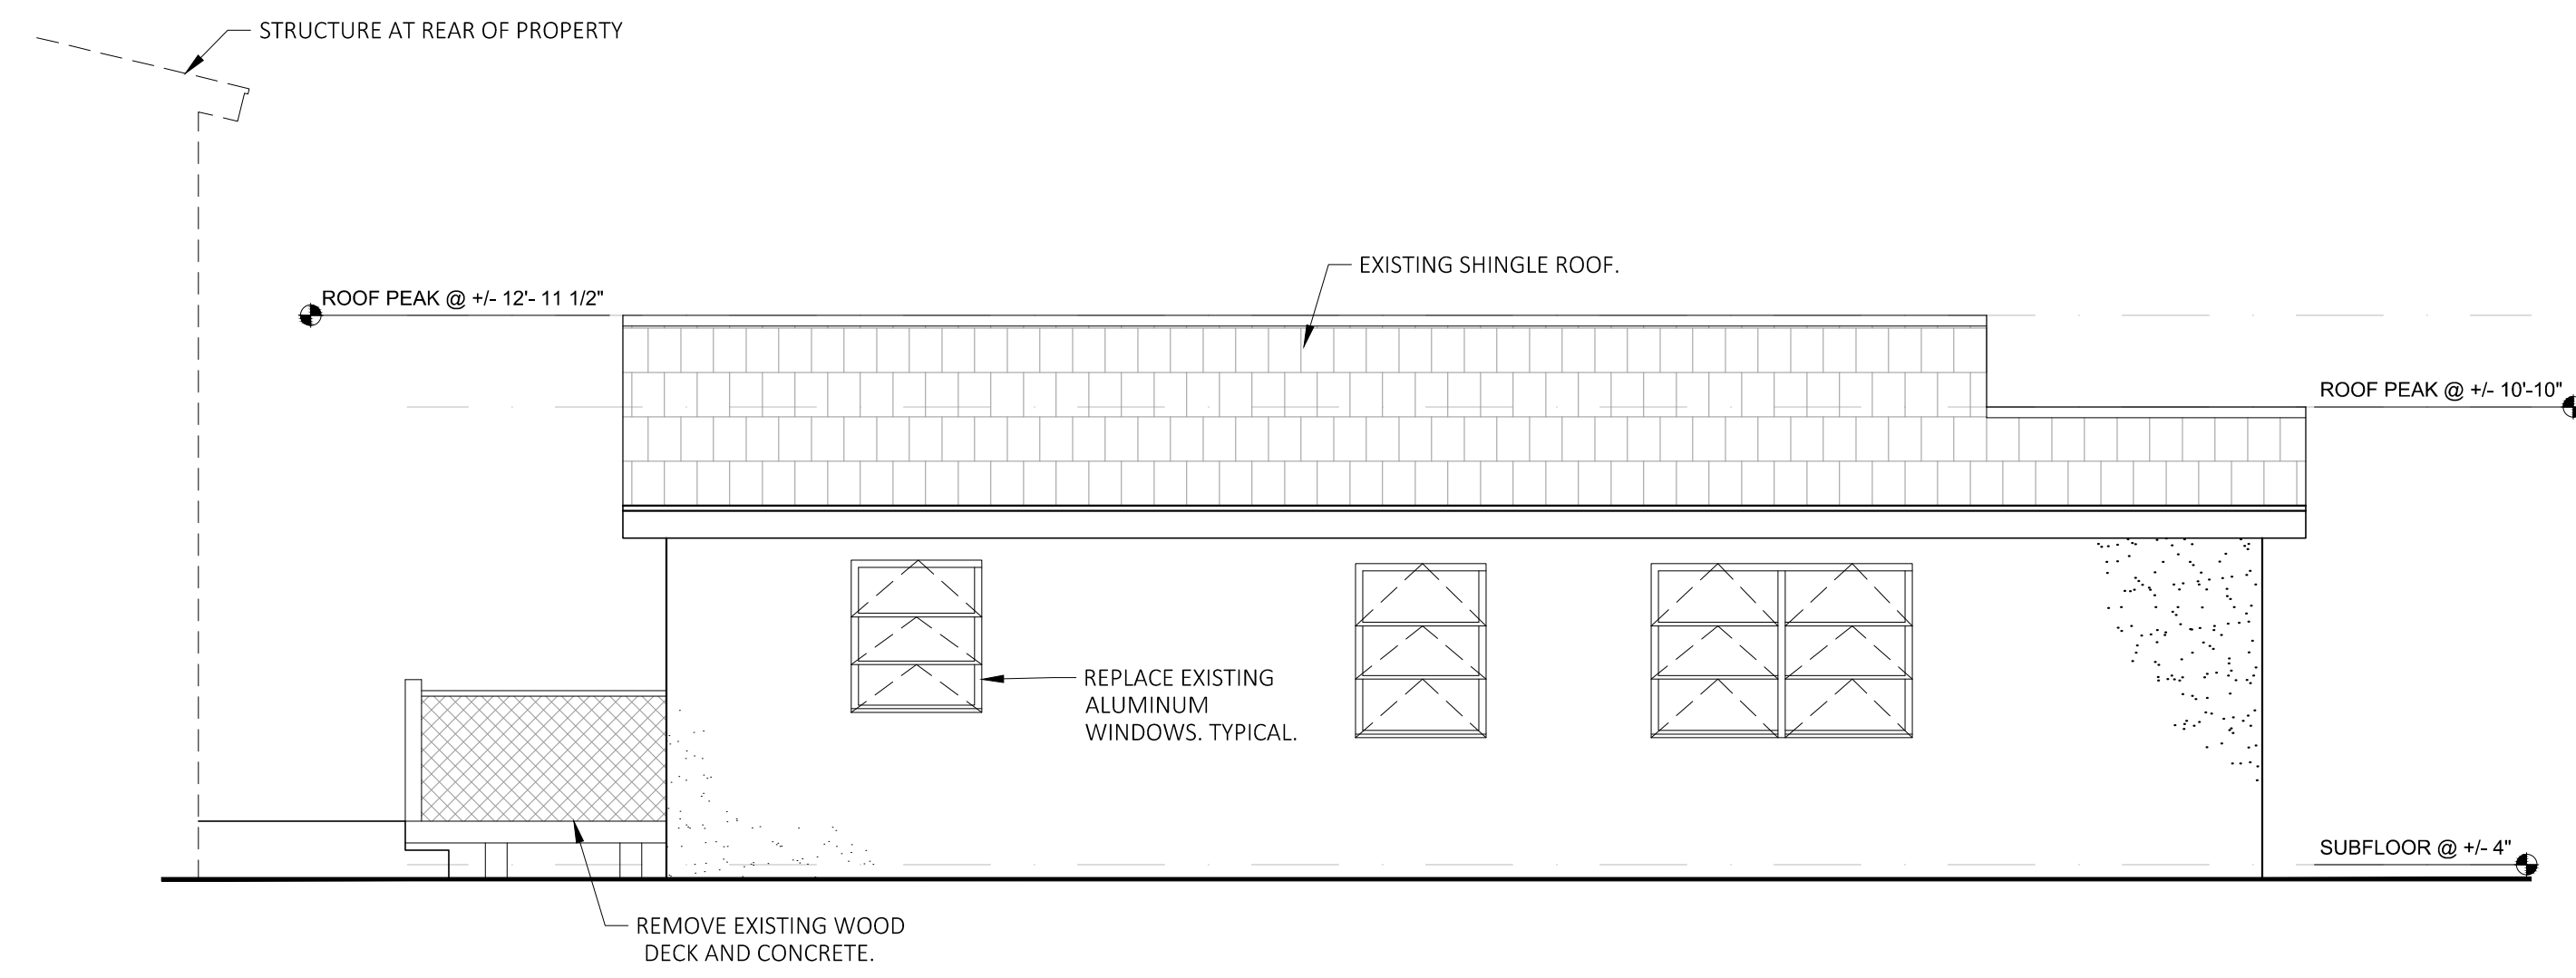 STRUCTURE AT REAR OF PROPERTY
EXISTING SHINGLE ROOF.
ROOF PEAK @ +/- 12'- 11 1/2"
ROOF PEAK @ +/- 10'-10"
REPLACE EXISTING
ALUMINUM
WINDOWS. TYPICAL.
SUBFLOOR @ +/- 4"
REMOVE EXISTING WOOD
DECK AND CONCRETE.